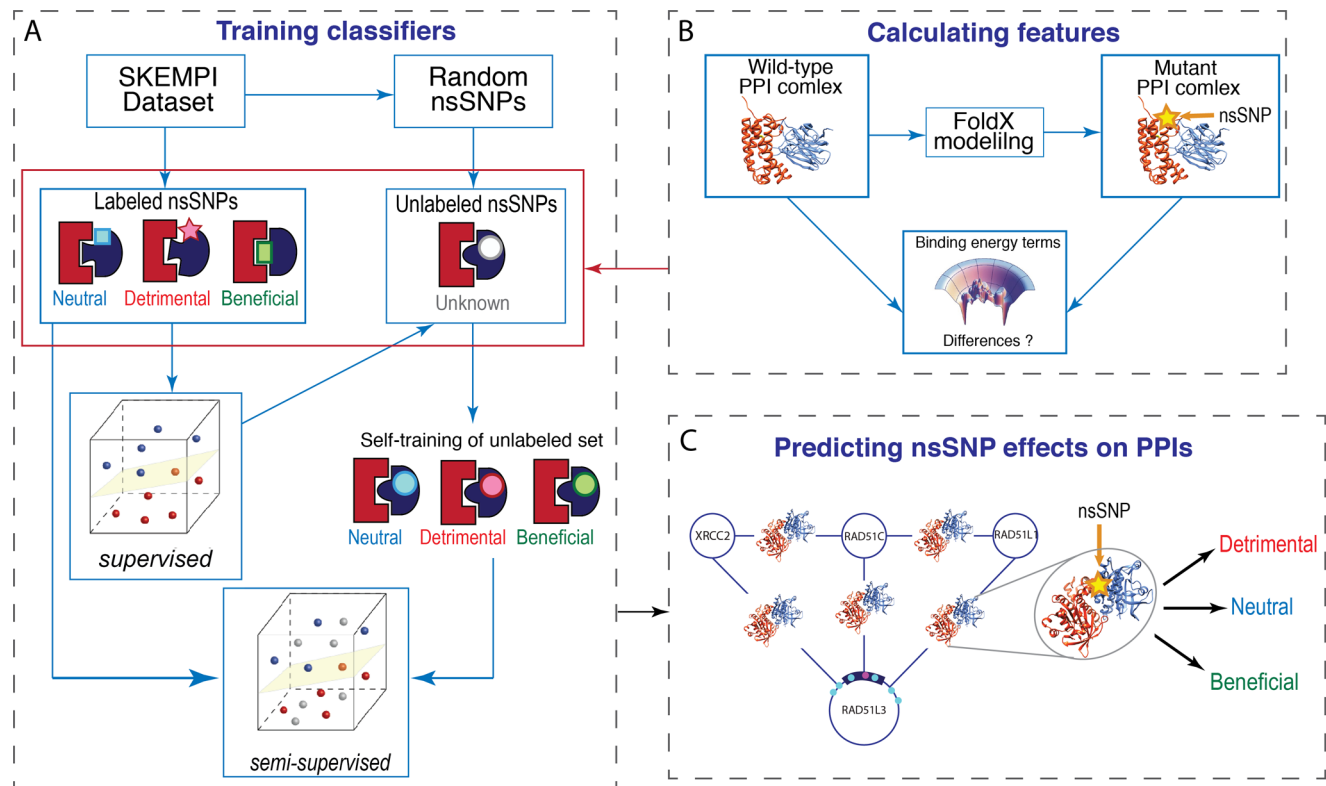 A
Training classifiers
SKEMPI
Dataset
Random
nsSNPs
Labeled nsSNPs
Neutral
Detrimental
Beneficial
Unlabeled nsSNPs
Unknown
supervised
Self-training of unlabeled set
Neutral
Detrimental
Beneficial
semi-supervised
B
Calculating features
Wild-type
PPI comlex
FoldX
modelilng
Mutant
PPI comlex
nsSNP
Binding energy terms
Differences ?
C
Predicting nsSNP effects on PPIs
XRCC2
RAD51C
RAD51L1
RAD51L3
nsSNP
Detrimental
Neutral
Beneficial